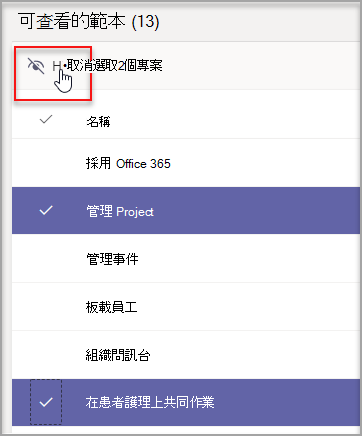 可查看的範本 (13)
H •取消選取2個專案
名稱
採用 Office 365
管理 Project
管理事件
板載員工
組織問訊台
在患者護理上共同作業